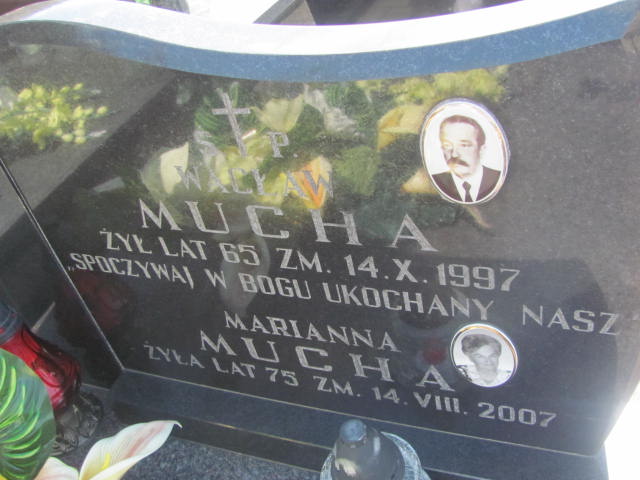 Ś P
WACŁAW
MUCHA
ŻYŁ LAT 65 ZM. 14.X.1997
„SPOCZYWAJ W BOGU UKOCHANY NASZ"
MARIANNA
MUCHA
ŻYŁA LAT 75 ZM. 14.VIII.2007